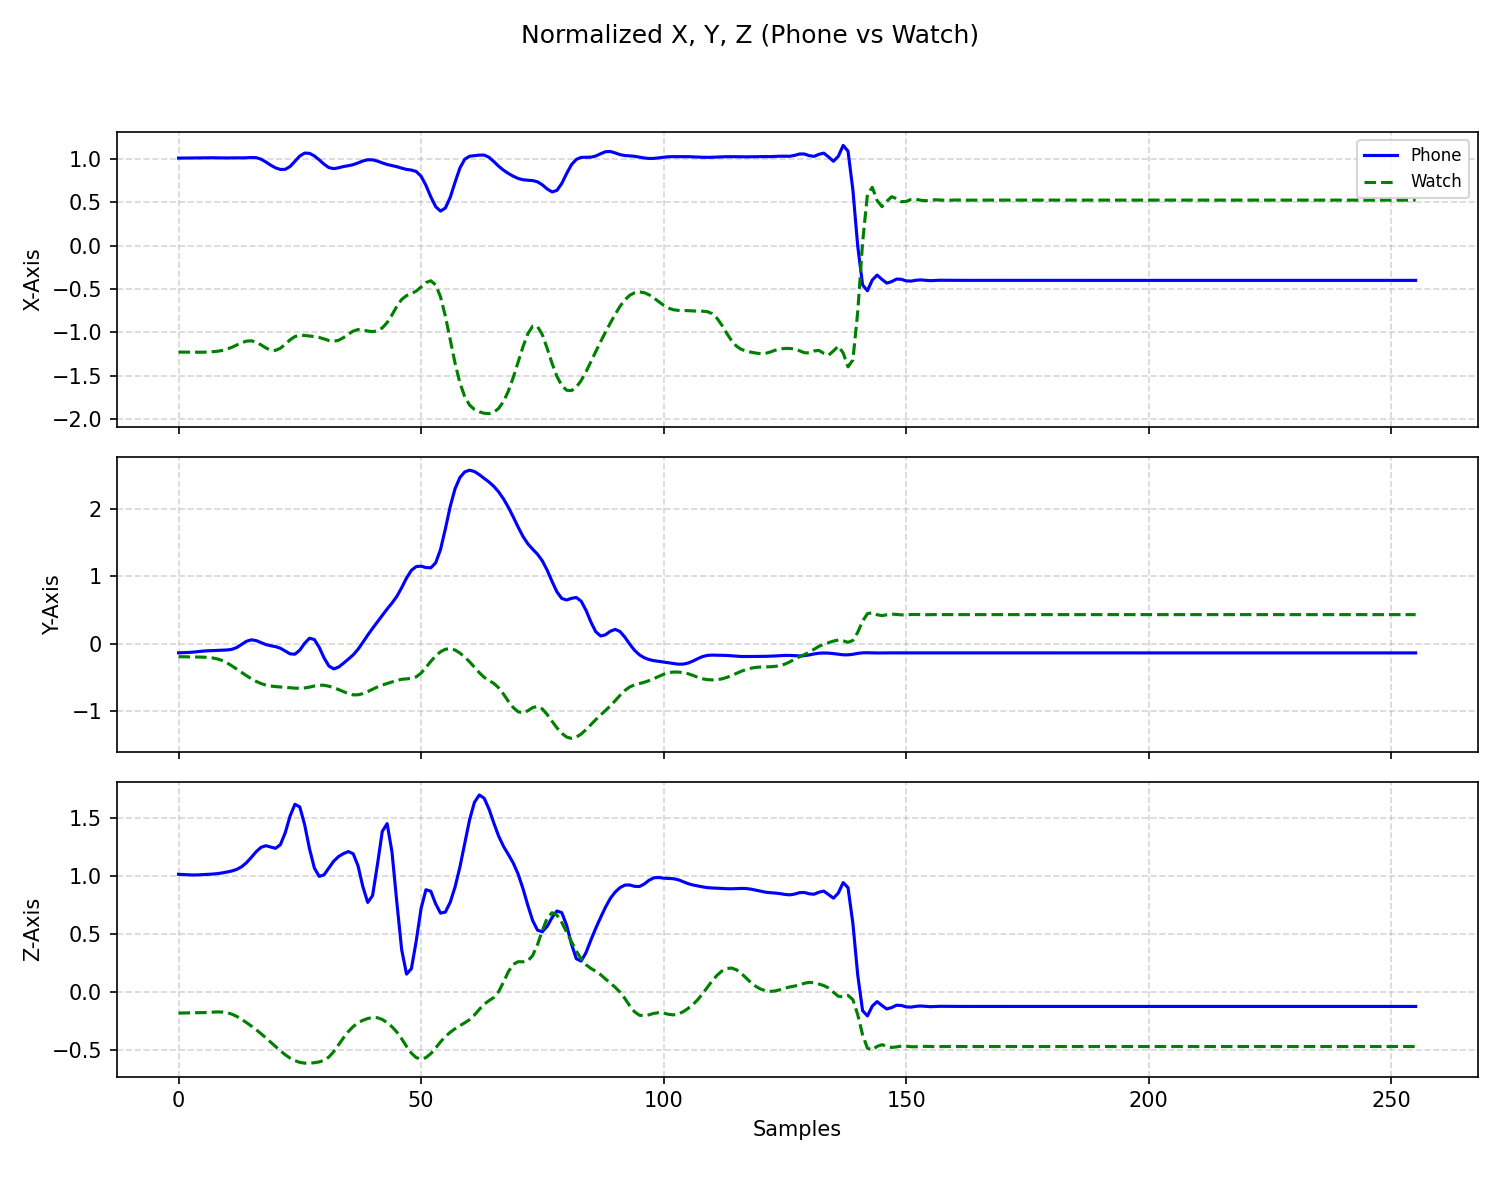 Normalized X, Y, Z (Phone vs Watch)
1.0
0.5
0.0
−0.5
−1.0
−1.5
−2.0
X-Axis
Phone
Watch
2
1
0
−1
Y-Axis
1.5
1.0
0.5
0.0
−0.5
Z-Axis
0 50 100 150 200 250
Samples